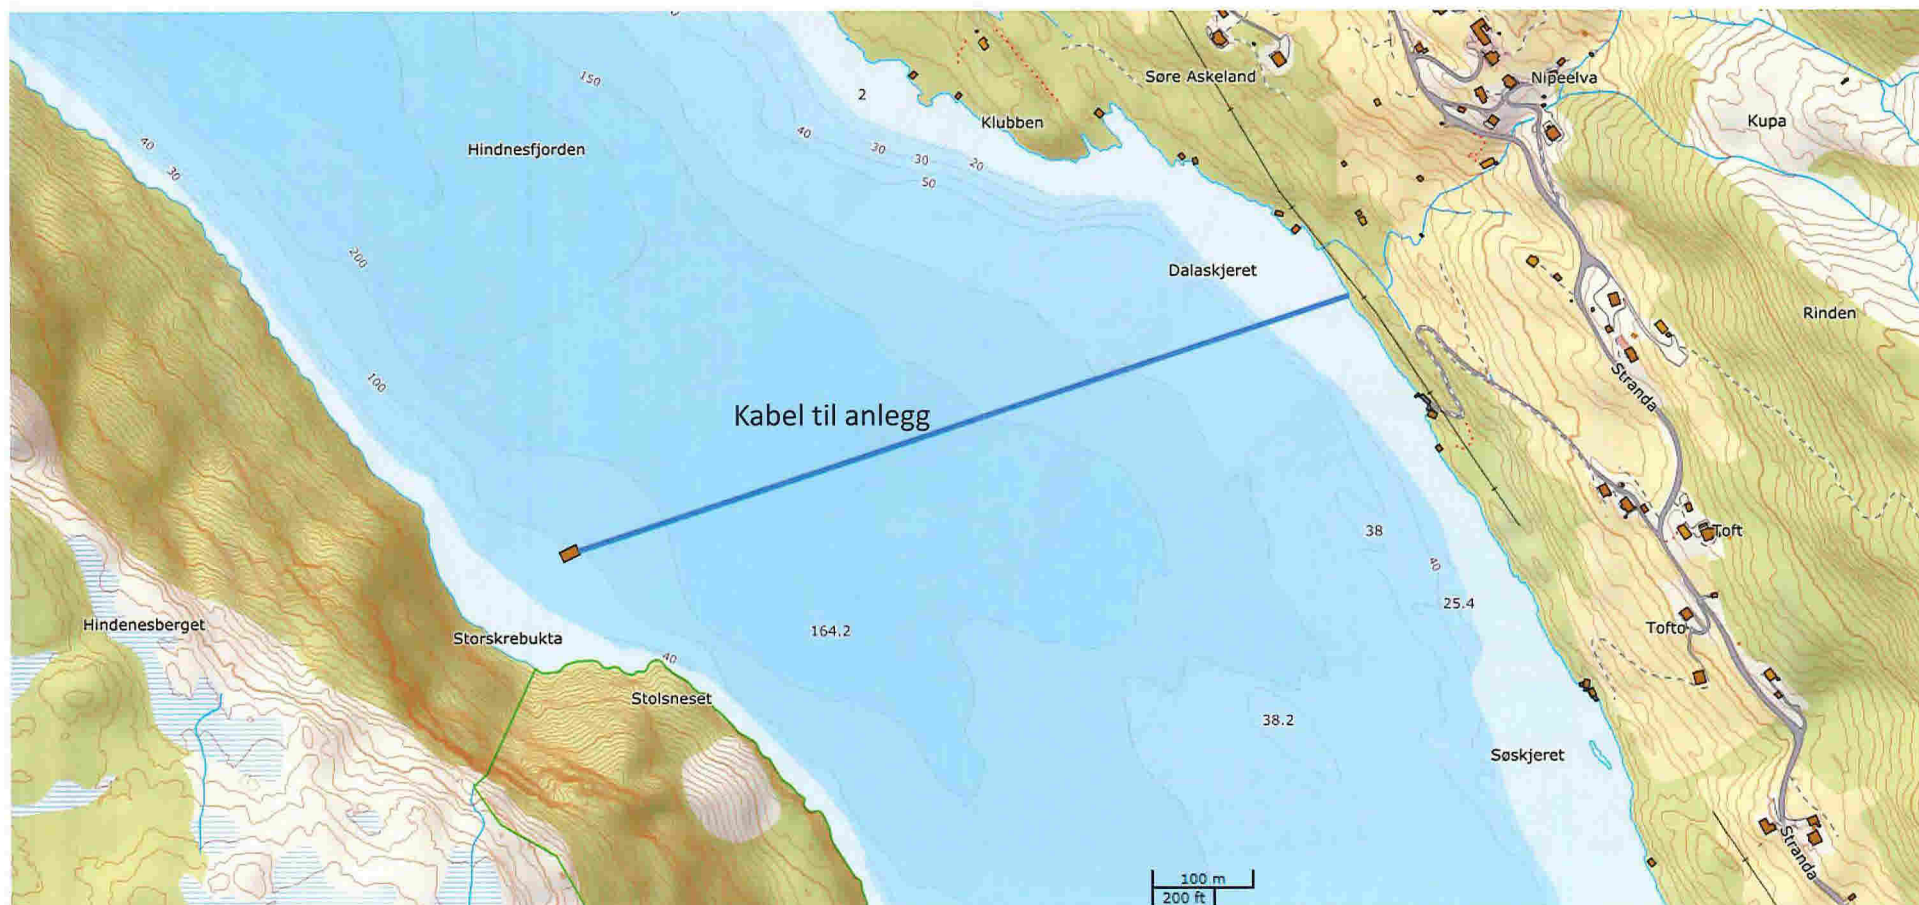 150
2
Søre Askeland
Nipeelva
Kupa
Klubben
40
30
30
20
50
Hindnesfjorden
40
30
200
Dalaskjeret
Rinden
100
Stranda
Kabel til anlegg
38
40
25.4
Toft
Tofto
Hindenesberget
Storskrebukta
164.2
40
Stolsneset
38.2
Søskjeret
Stranda
100 m
200 ft